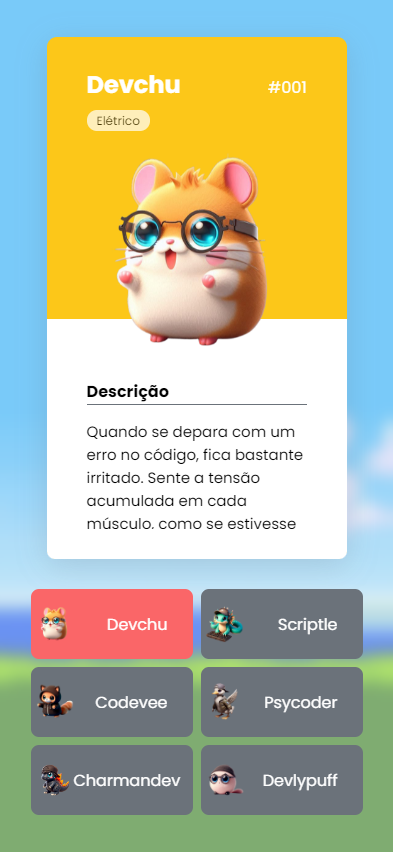 Devchu
#001
Elétrico
Descrição
Quando se depara com um
erro no código, fica bastante
irritado. Sente a tensão
acumulada em cada
músculo. como se estivesse
Devchu
Scriptle
Codevee
Psycoder
Charmandev
Devlypuff